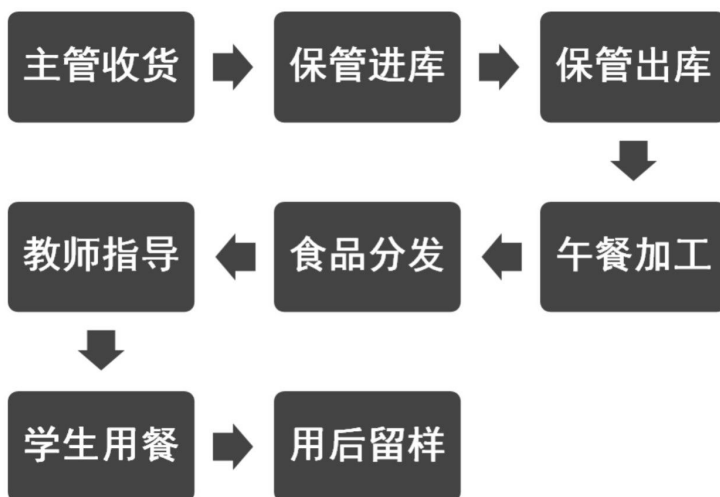 主管收货
保管进库
保管出库
午餐加工
食品分发
教师指导
学生用餐
用后留样